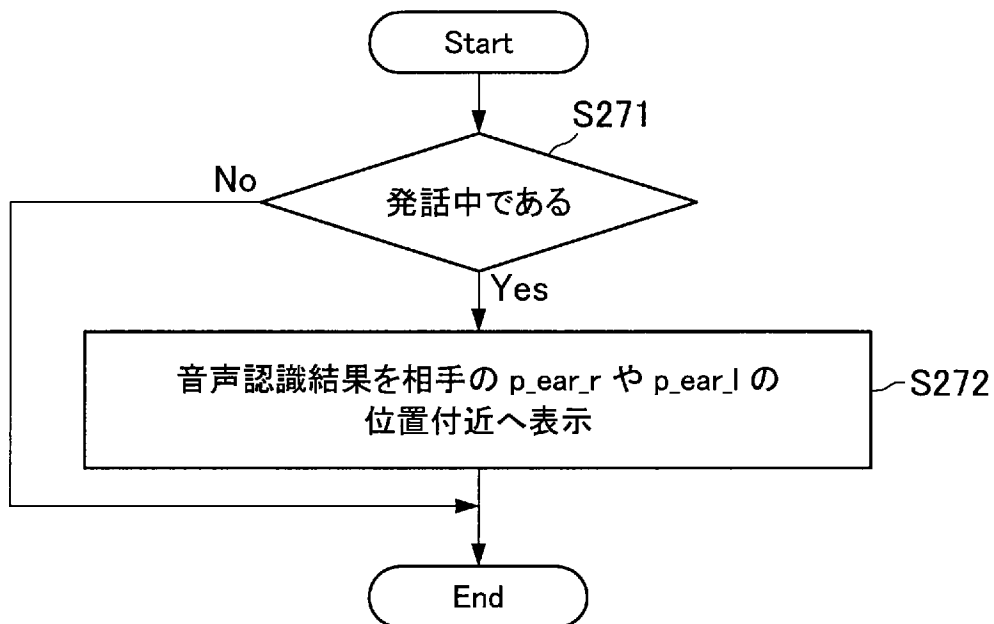 Start
S271
No
発話中である
Yes
音声認識結果を相手の p_ear_r や p_ear_l の
位置付近へ表示
S272
End